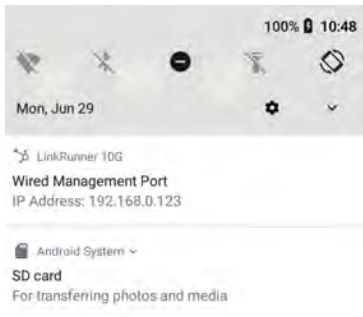 100% 10:48
Mon, Jun 29
LinkRunner 10G
Wired Management Port
IP Address: 192.168.0.123
Android System
SD card
For transferring photos and media